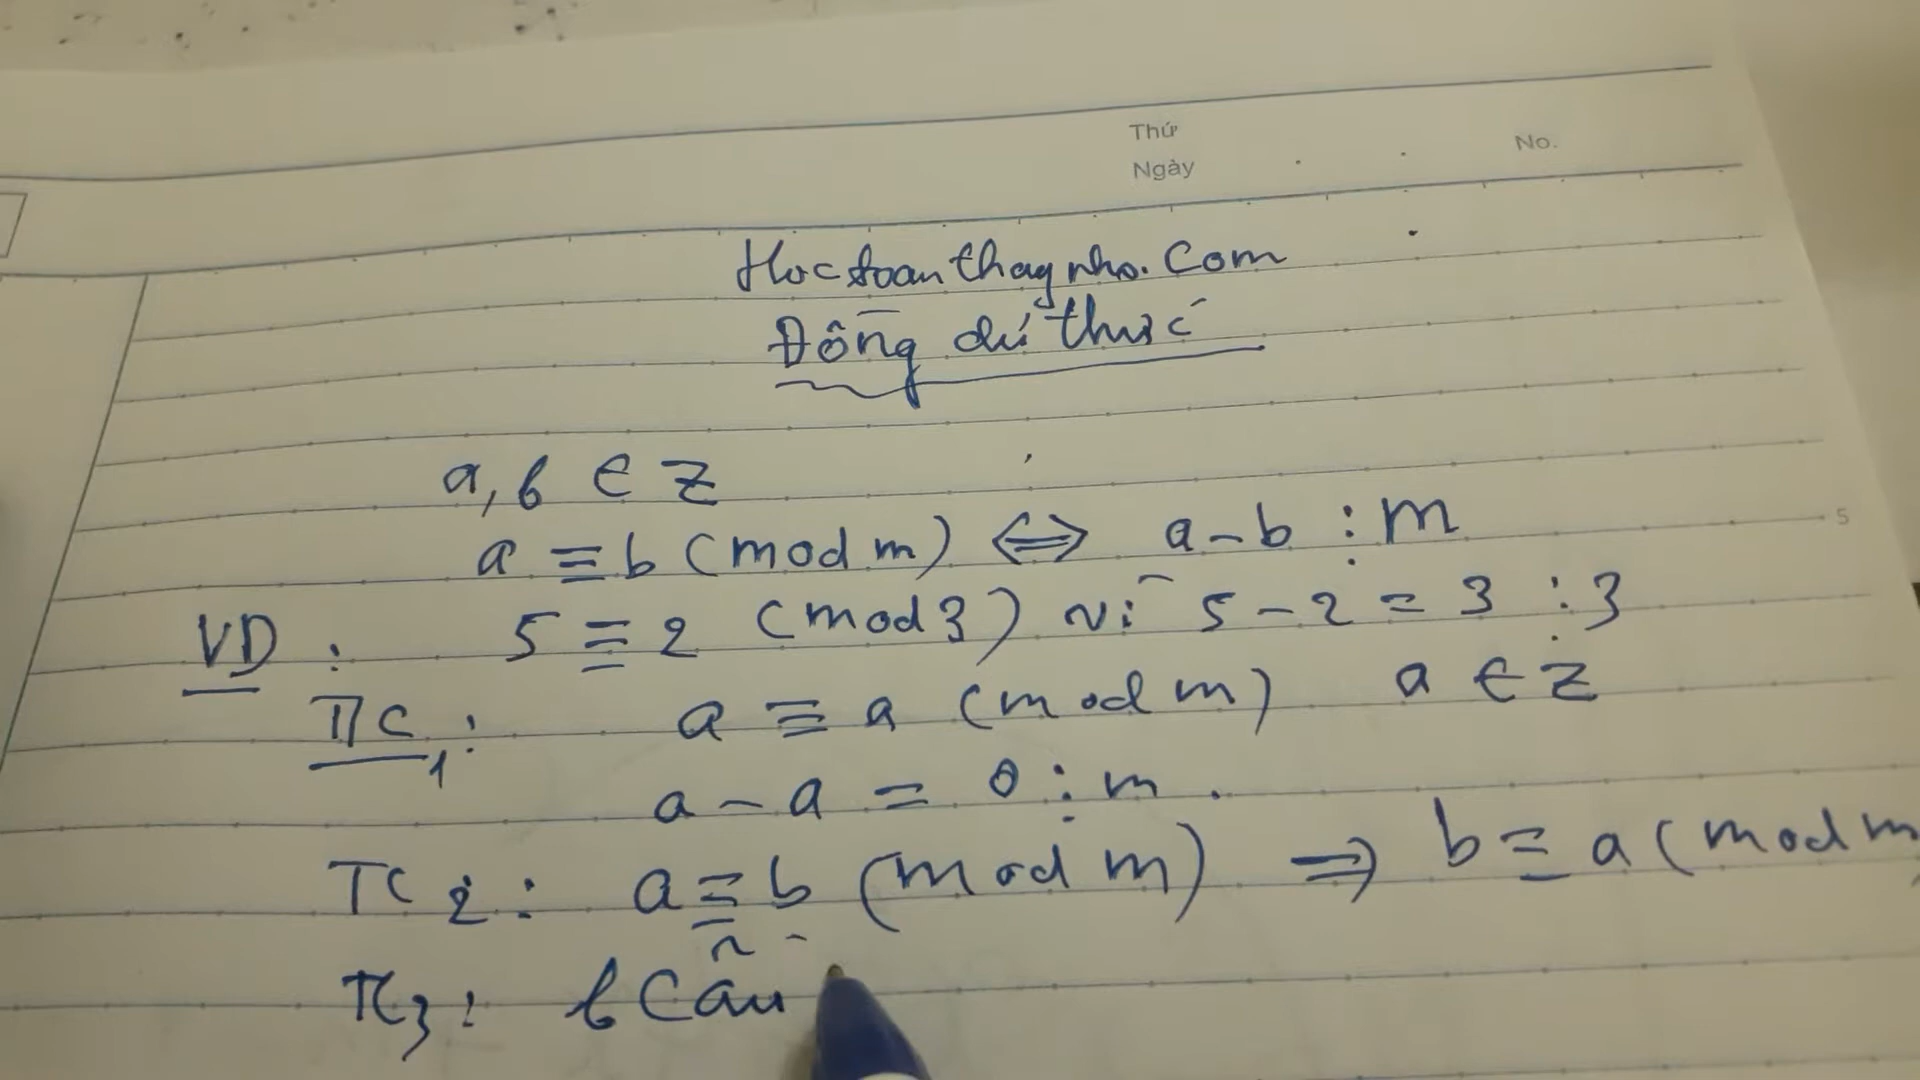 Thứ
Ngày
No.
Hoctoanthaynho.Com
Đồng dư thức
a, b ∈ Z
a ≡ b (mod m) ⇔ a - b ⋮ m
5
VD : 5 ≡ 2 (mod 3) vì 5 - 2 = 3 ⋮ 3
TC1 : a ≡ a (mod m) a ∈ Z
a - a = 0 ⋮ m .
TC2 : a ≡ b (mod m) ⇒ b ≡ a (mod m
TC3 :